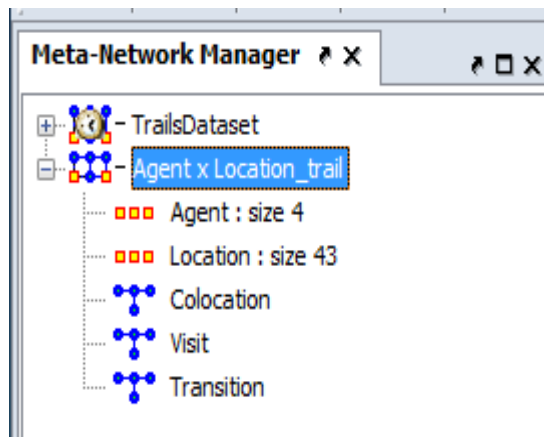 Meta-Network Manager
TrailsDataset
Agent x Location_trail
Agent : size 4
Location : size 43
Colocation
Visit
Transition